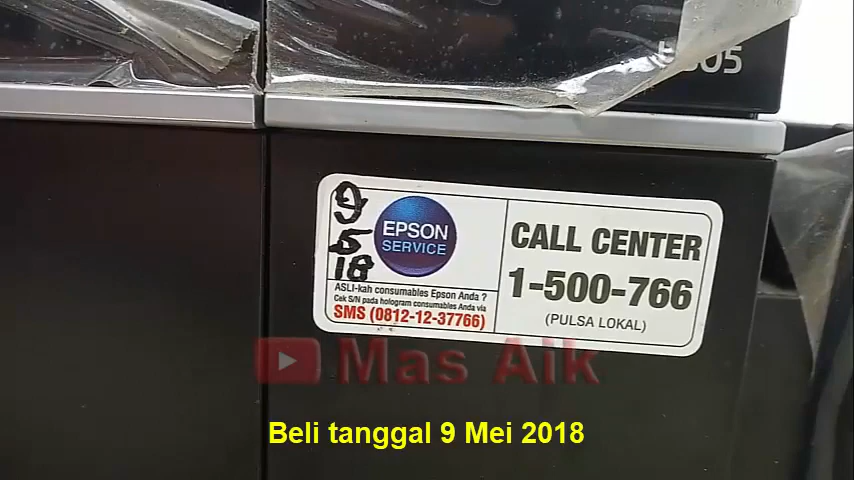 9
5
18
EPSON
SERVICE
ASLI-kah consumables Epson Anda ?
Cek S/N pada hologram consumables Anda via
SMS (0812-12-37766)
CALL CENTER
1-500-766
(PULSA LOKAL)
Mas Aik
Beli tanggal 9 Mei 2018